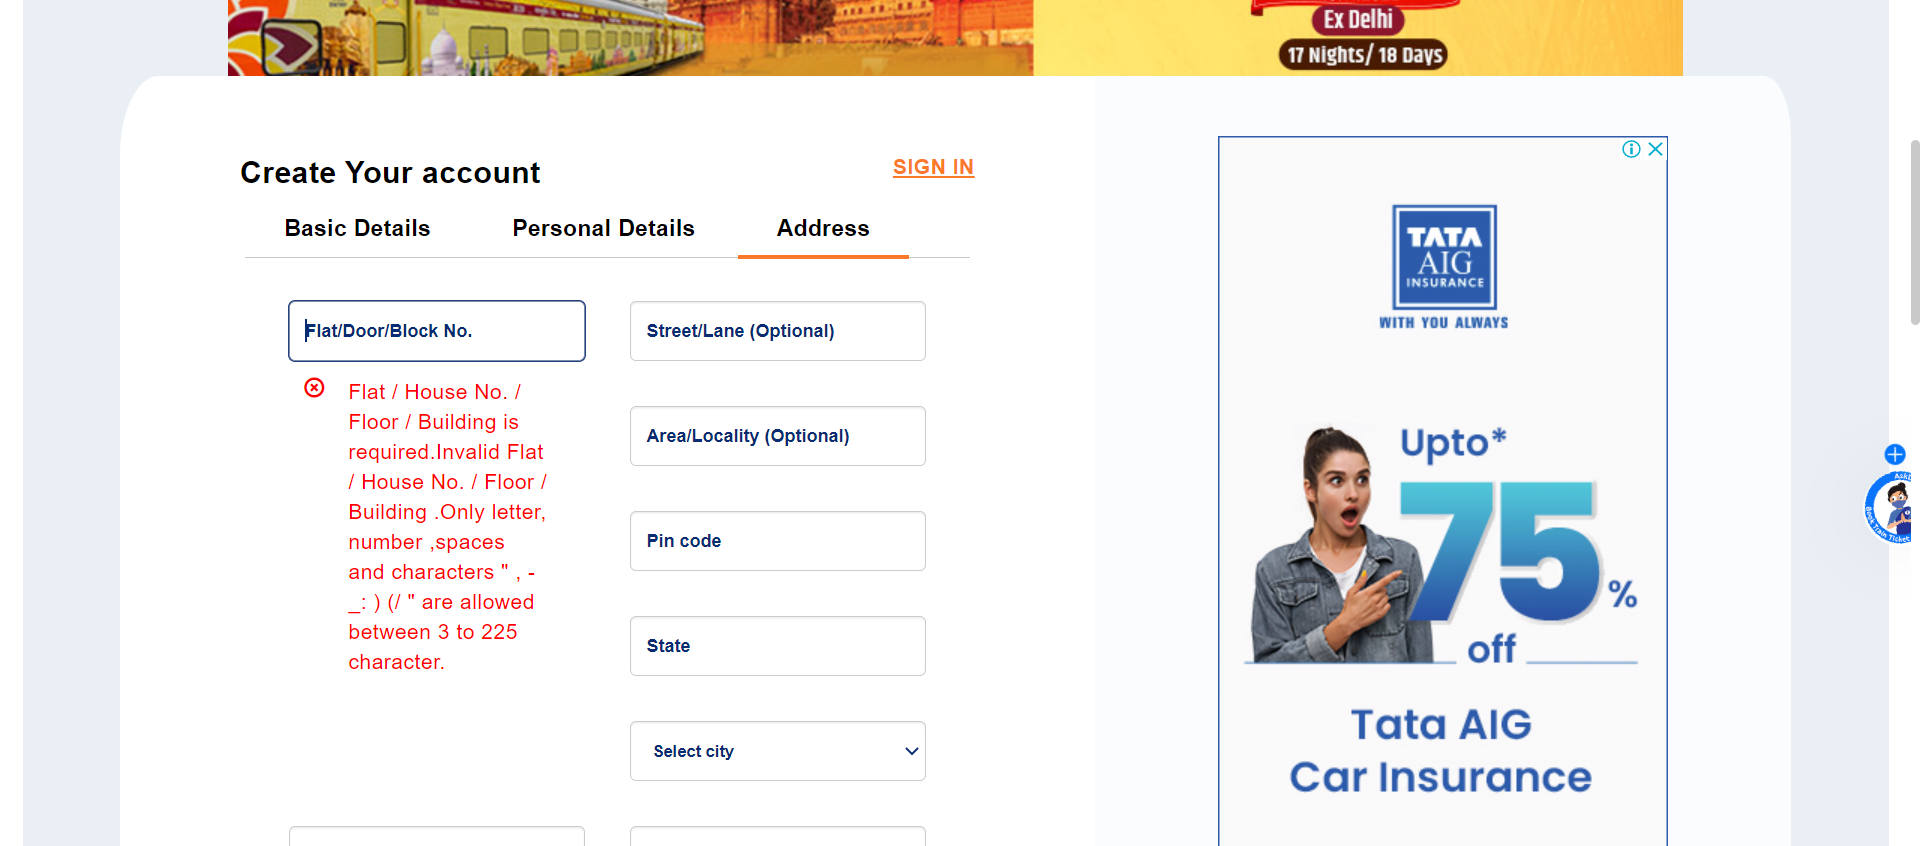 Ex Delhi
17 Nights/ 18 Days
Create Your account
SIGN IN
Basic Details
Personal Details
Address
Flat/Door/Block No.
Street/Lane (Optional)
Flat / House No. /
Floor / Building is
required.Invalid Flat
/ House No. / Floor /
Building .Only letter,
number ,spaces
and characters " , -
_: ) (/ " are allowed
between 3 to 225
character.
Area/Locality (Optional)
Pin code
State
Select city
TATA
AIG
INSURANCE
WITH YOU ALWAYS
Upto*
75
%
off
Tata AIG
Car Insurance
Book Train Ticket